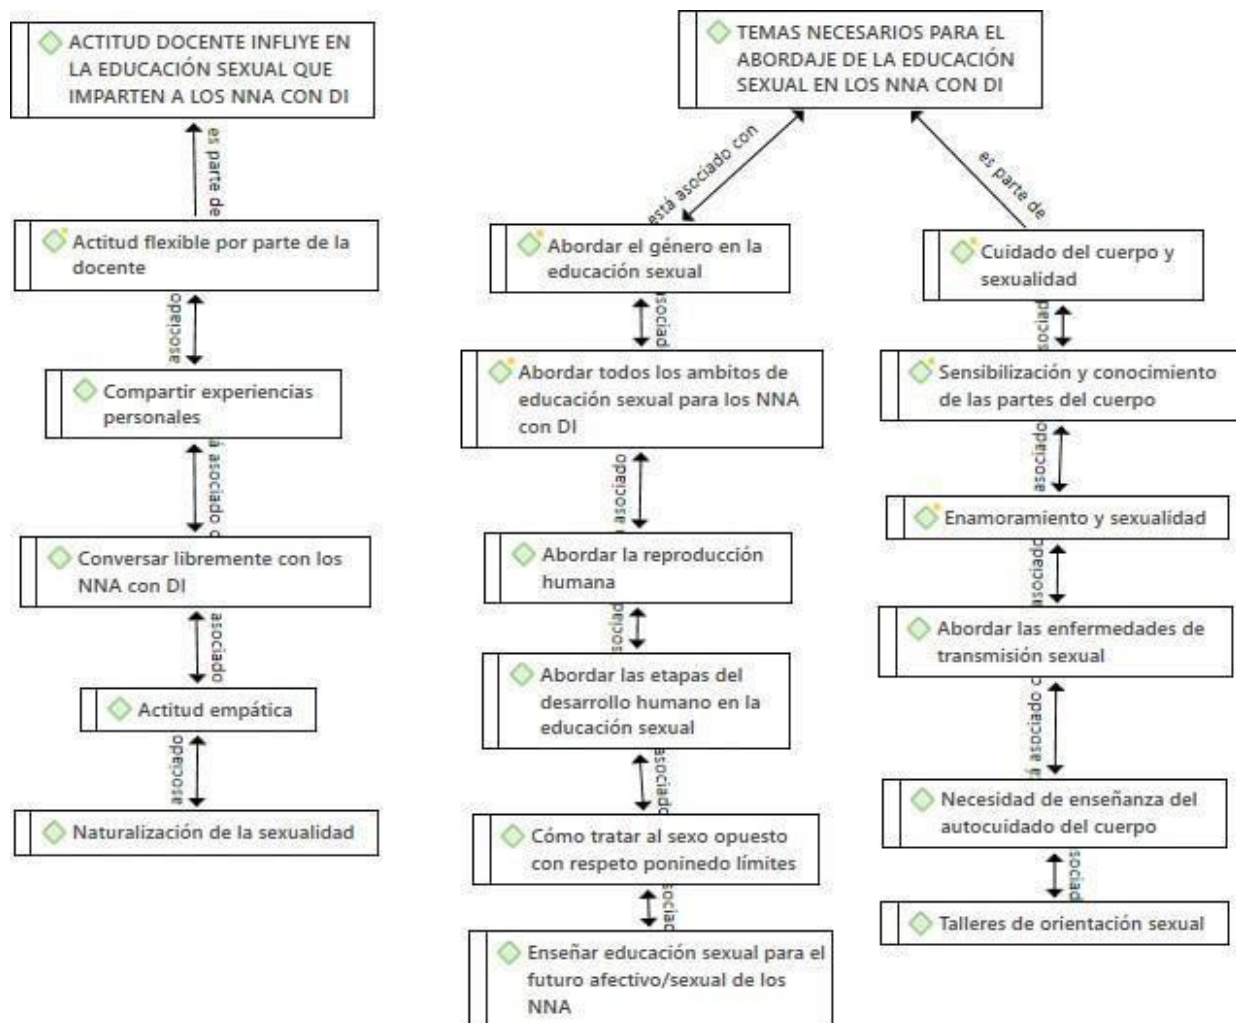 ACTITUD DOCENTE INFLIYE EN
LA EDUCACIÓN SEXUAL QUE
IMPARTEN A LOS NNA CON DI
es parte de
Actitud flexible por parte de la
docente
asociado
Compartir experiencias
personales
á asociado c
Conversar libremente con los
NNA con DI
asociado
Actitud empática
asociado
Naturalización de la sexualidad
TEMAS NECESARIOS PARA EL
ABORDAJE DE LA EDUCACIÓN
SEXUAL EN LOS NNA CON DI
está asociado con
Abordar el género en la
educación sexual
asociad
Abordar todos los ambitos de
educación sexual para los NNA
con DI
asociado
Abordar la reproducción
humana
sociad
Abordar las etapas del
desarrollo humano en la
educación sexual
asociado
Cómo tratar al sexo opuesto
con respeto poninedo límites
sociad
Enseñar educación sexual para el
futuro afectivo/sexual de los
NNA
es parte de
Cuidado del cuerpo y
sexualidad
sociad
Sensibilización y conocimiento
de las partes del cuerpo
asociado
Enamoramiento y sexualidad
asociado
Abordar las enfermedades de
transmisión sexual
á asociado c
Necesidad de enseñanza del
autocuidado del cuerpo
sociad
Talleres de orientación sexual